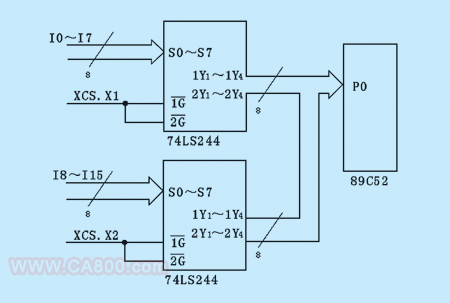 I0～I7
8
S0～S7
1Y1～1Y4
2Y1～2Y4
8
XCS.X1
1G
2G
74LS244
P0
89C52
I8～I15
8
S0～S7
1Y1～1Y4
2Y1～2Y4
8
XCS.X2
1G
2G
74LS244
WWW.CA800.com